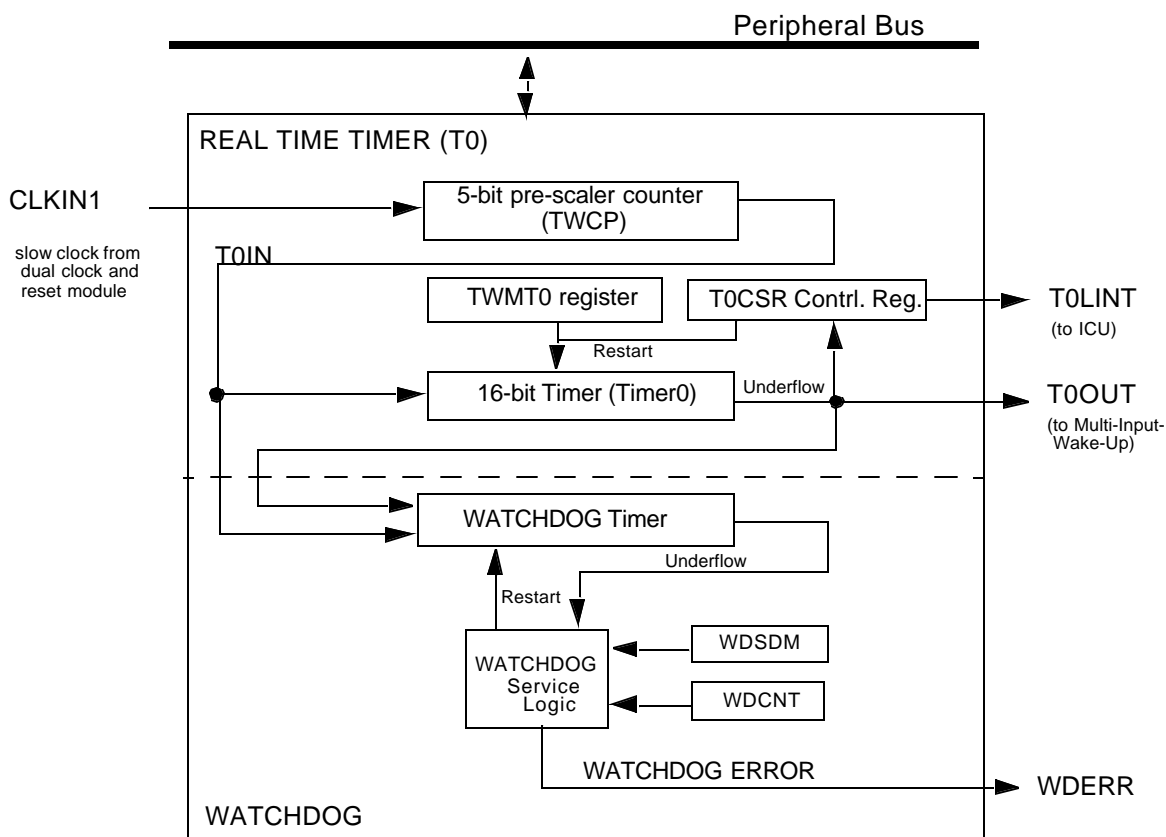 Peripheral Bus
REAL TIME TIMER (T0)
CLKIN1
slow clock from
dual clock and
reset module
5-bit pre-scaler counter
(TWCP)
T0IN
TWMT0 register
T0CSR Contrl. Reg.
T0LINT
(to ICU)
Restart
16-bit Timer (Timer0)
Underflow
T0OUT
(to Multi-Input-
Wake-Up)
WATCHDOG Timer
Underflow
Restart
WATCHDOG
Service
Logic
WDSDM
WDCNT
WATCHDOG ERROR
WDERR
WATCHDOG